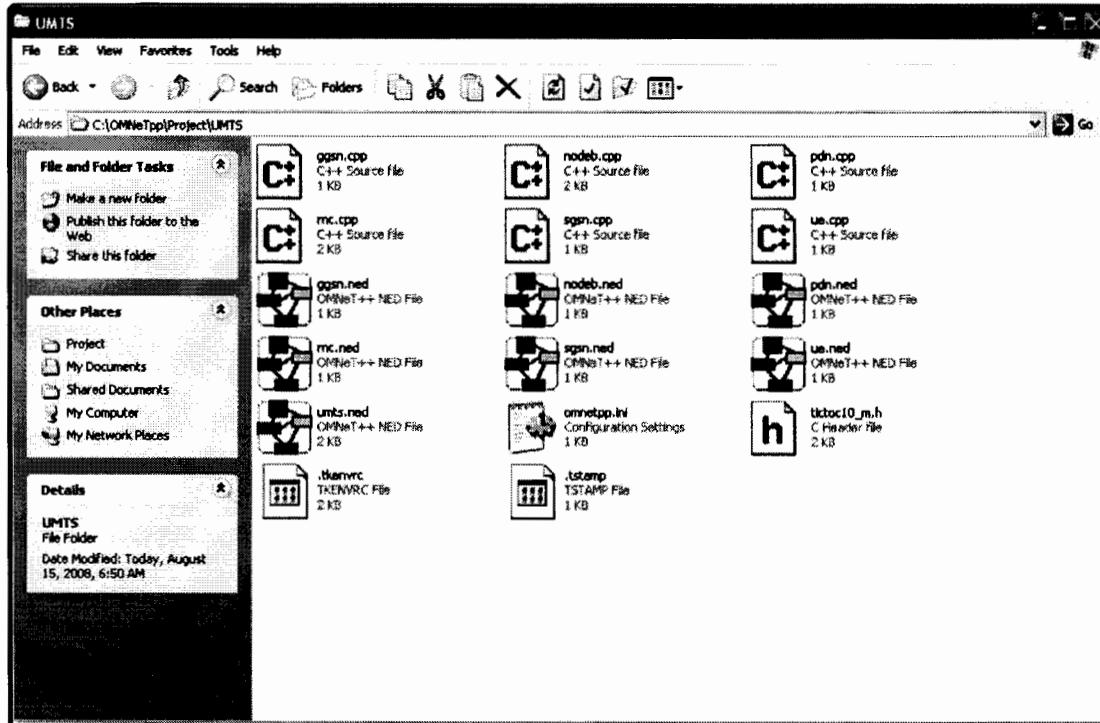 UMTS
File Edit View Favorites Tools Help
Back Search Folders
Address C:\OMNeTpp\Project\UMTS Go
File and Folder Tasks
Make a new folder
Publish this folder to the
Web
Share this folder
Other Places
Project
My Documents
Shared Documents
My Computer
My Network Places
Details
UMTS
File Folder
Date Modified: Today, August
15, 2008, 6:50 AM
ggsn.cpp
C++ Source file
1 KB
nodeb.cpp
C++ Source file
2 KB
pdn.cpp
C++ Source file
1 KB
rnc.cpp
C++ Source file
2 KB
sgsn.cpp
C++ Source file
1 KB
ue.cpp
C++ Source file
1 KB
ggsn.ned
OMNeT++ NED File
1 KB
nodeb.ned
OMNeT++ NED File
1 KB
pdn.ned
OMNeT++ NED File
1 KB
rnc.ned
OMNeT++ NED File
1 KB
sgsn.ned
OMNeT++ NED File
1 KB
ue.ned
OMNeT++ NED File
1 KB
umts.ned
OMNeT++ NED File
2 KB
omnetpp.ini
Configuration Settings
1 KB
tictoc10_m.h
C Header file
2 KB
.tkenvrc
TKENVRC File
2 KB
.tstamp
TSTAMP File
1 KB